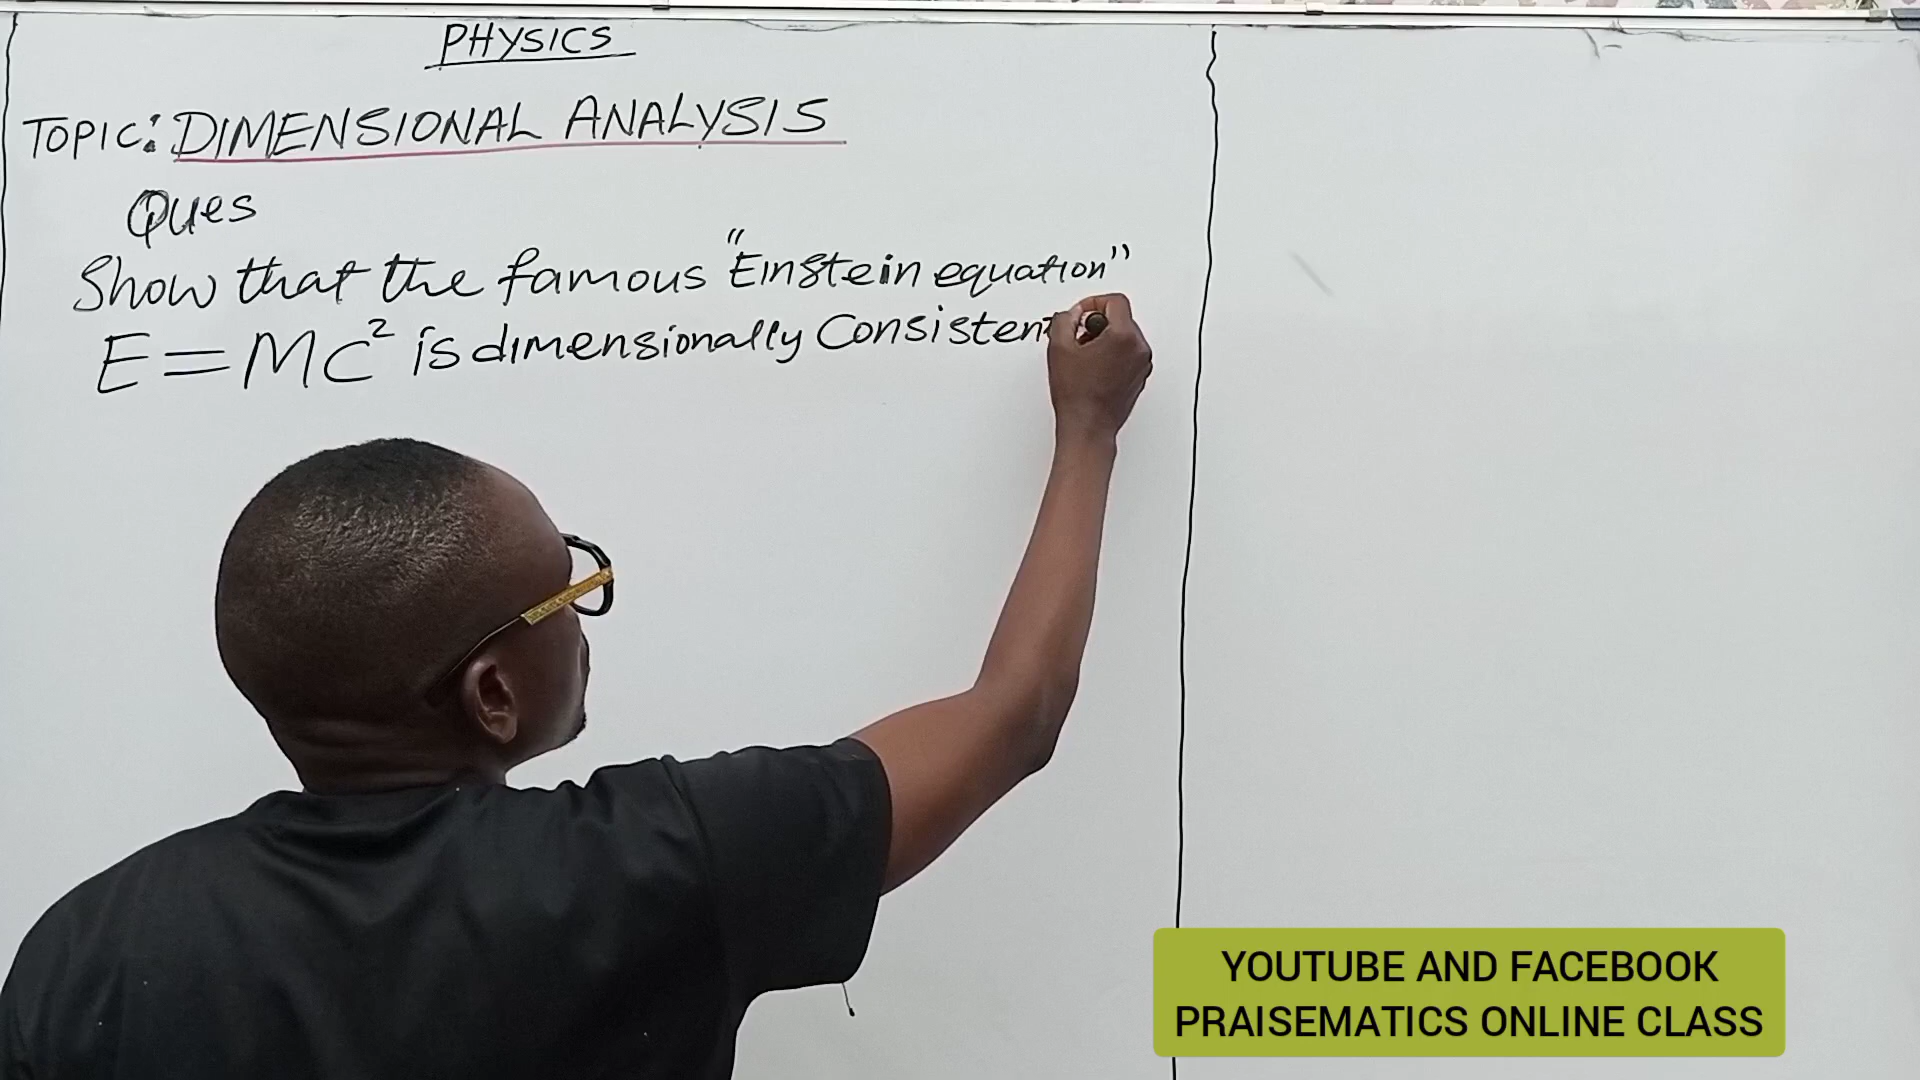 PHYSICS
TOPIC: DIMENSIONAL ANALYSIS
Ques
Show that the famous "Einstein equation"
E = MC² is dimensionally Consistent
YOUTUBE AND FACEBOOK
PRAISEMATICS ONLINE CLASS